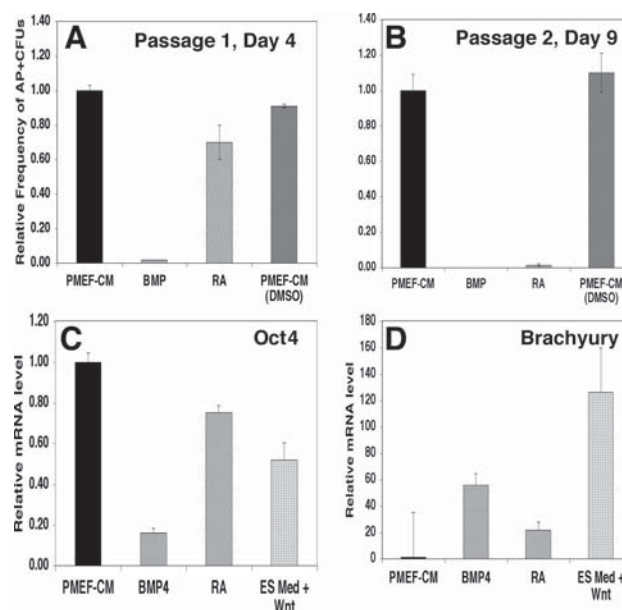 A
Passage 1, Day 4
Relative Frequency of AP+CFUs
1.40
1.20
1.00
0.80
0.60
0.40
0.20
0.00
PMEF-CM
BMP
RA
PMEF-CM
(DMSO)
B
Passage 2, Day 9
1.40
1.20
1.00
0.80
0.60
0.40
0.20
0.00
PMEF-CM
BMP
RA
PMEF-CM
(DMSO)
C
Oct4
Relative mRNA level
1.20
1.00
0.80
0.60
0.40
0.20
0.00
PMEF-CM
BMP4
RA
ES Med +
Wnt
D
Brachyury
Relative mRNA level
180
160
140
120
100
80
60
40
20
0
PMEF-CM
BMP4
RA
ES Med +
Wnt